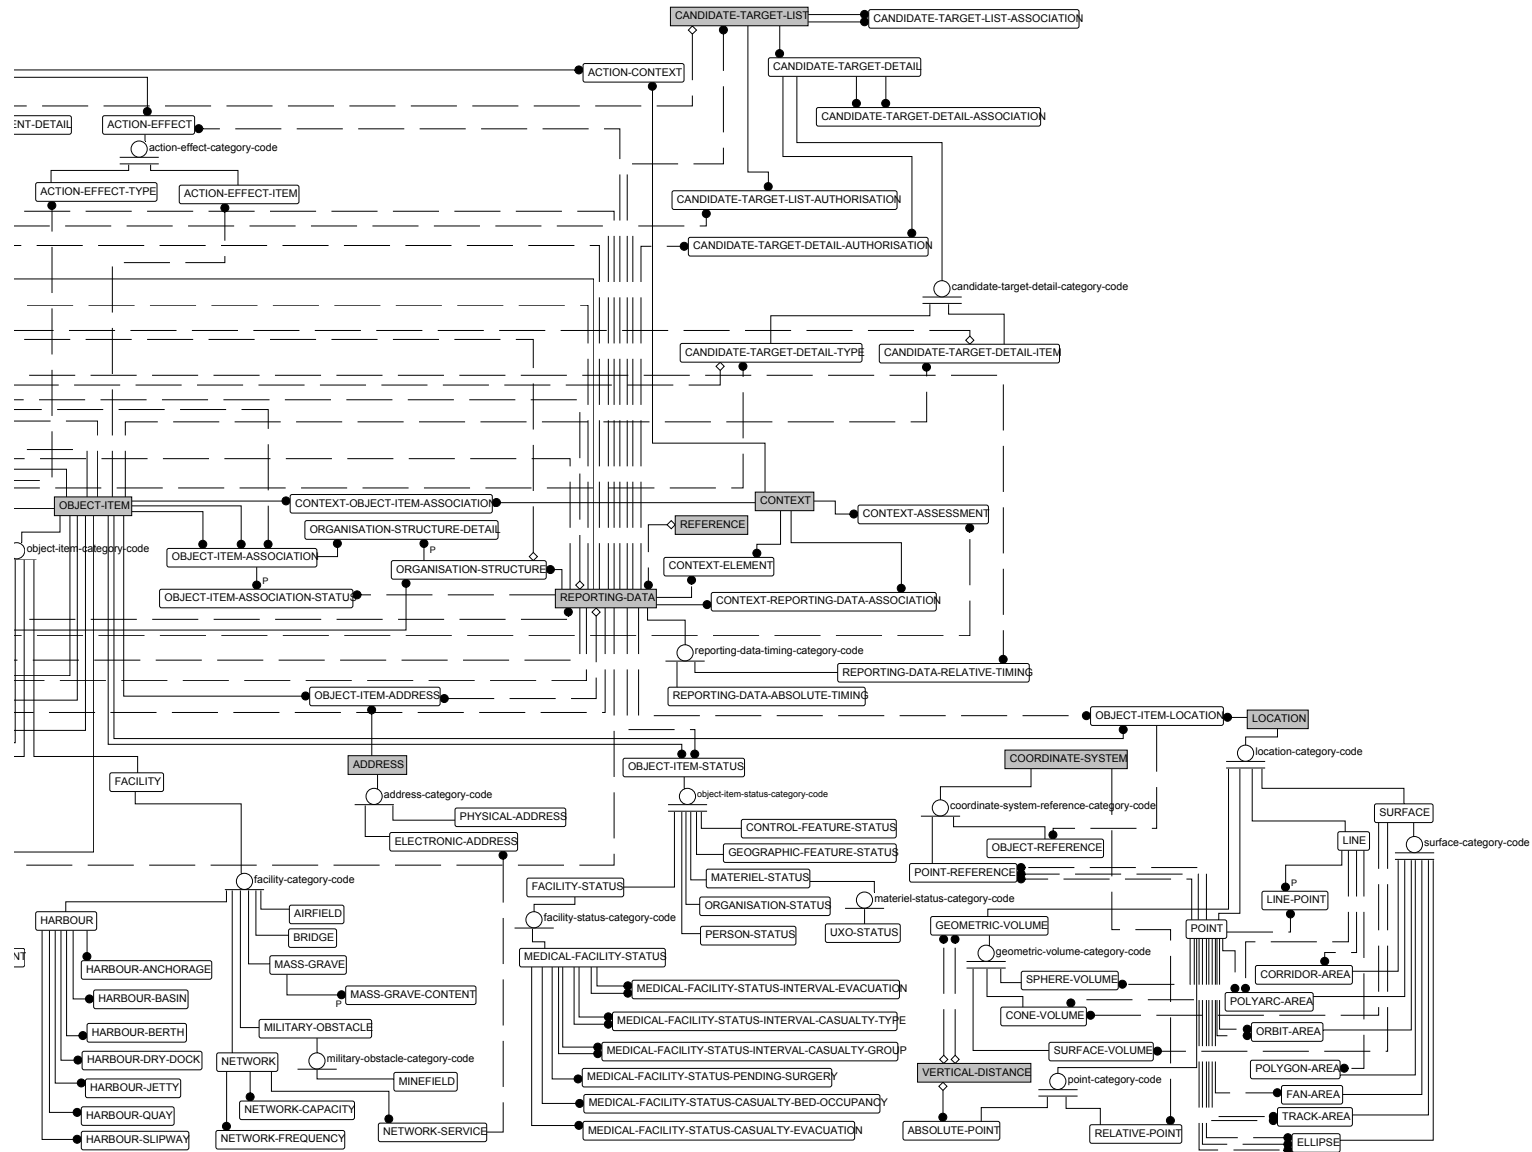 CANDIDATE-TARGET-LIST
CANDIDATE-TARGET-LIST-ASSOCIATION
ACTION-CONTEXT
CANDIDATE-TARGET-DETAIL
ENT-DETAIL
ACTION-EFFECT
CANDIDATE-TARGET-DETAIL-ASSOCIATION
action-effect-category-code
ACTION-EFFECT-TYPE
ACTION-EFFECT-ITEM
CANDIDATE-TARGET-LIST-AUTHORISATION
CANDIDATE-TARGET-DETAIL-AUTHORISATION
candidate-target-detail-category-code
CANDIDATE-TARGET-DETAIL-TYPE
CANDIDATE-TARGET-DETAIL-ITEM
OBJECT-ITEM
CONTEXT-OBJECT-ITEM-ASSOCIATION
CONTEXT
CONTEXT-ASSESSMENT
ORGANISATION-STRUCTURE-DETAIL
REFERENCE
object-item-category-code
OBJECT-ITEM-ASSOCIATION
P
ORGANISATION-STRUCTURE
CONTEXT-ELEMENT
P
OBJECT-ITEM-ASSOCIATION-STATUS
REPORTING-DATA
CONTEXT-REPORTING-DATA-ASSOCIATION
reporting-data-timing-category-code
REPORTING-DATA-RELATIVE-TIMING
OBJECT-ITEM-ADDRESS
REPORTING-DATA-ABSOLUTE-TIMING
OBJECT-ITEM-LOCATION
LOCATION
ADDRESS
OBJECT-ITEM-STATUS
COORDINATE-SYSTEM
location-category-code
FACILITY
address-category-code
object-item-status-category-code
coordinate-system-reference-category-code
SURFACE
PHYSICAL-ADDRESS
CONTROL-FEATURE-STATUS
ELECTRONIC-ADDRESS
OBJECT-REFERENCE
LINE
surface-category-code
GEOGRAPHIC-FEATURE-STATUS
POINT-REFERENCE
facility-category-code
FACILITY-STATUS
MATERIEL-STATUS
P
LINE-POINT
materiel-status-category-code
ORGANISATION-STATUS
HARBOUR
AIRFIELD
facility-status-category-code
GEOMETRIC-VOLUME
POINT
BRIDGE
PERSON-STATUS
UXO-STATUS
NT
HARBOUR-ANCHORAGE
MASS-GRAVE
MEDICAL-FACILITY-STATUS
geometric-volume-category-code
CORRIDOR-AREA
SPHERE-VOLUME
HARBOUR-BASIN
MASS-GRAVE-CONTENT
P
MEDICAL-FACILITY-STATUS-INTERVAL-EVACUATION
POLYARC-AREA
CONE-VOLUME
HARBOUR-BERTH
MILITARY-OBSTACLE
MEDICAL-FACILITY-STATUS-INTERVAL-CASUALTY-TYPE
ORBIT-AREA
HARBOUR-DRY-DOCK
NETWORK
military-obstacle-category-code
MEDICAL-FACILITY-STATUS-INTERVAL-CASUALTY-GROUP
SURFACE-VOLUME
POLYGON-AREA
HARBOUR-JETTY
MINEFIELD
MEDICAL-FACILITY-STATUS-PENDING-SURGERY
VERTICAL-DISTANCE
point-category-code
FAN-AREA
HARBOUR-QUAY
NETWORK-CAPACITY
MEDICAL-FACILITY-STATUS-CASUALTY-BED-OCCUPANCY
TRACK-AREA
HARBOUR-SLIPWAY
NETWORK-FREQUENCY
NETWORK-SERVICE
MEDICAL-FACILITY-STATUS-CASUALTY-EVACUATION
ABSOLUTE-POINT
RELATIVE-POINT
ELLIPSE